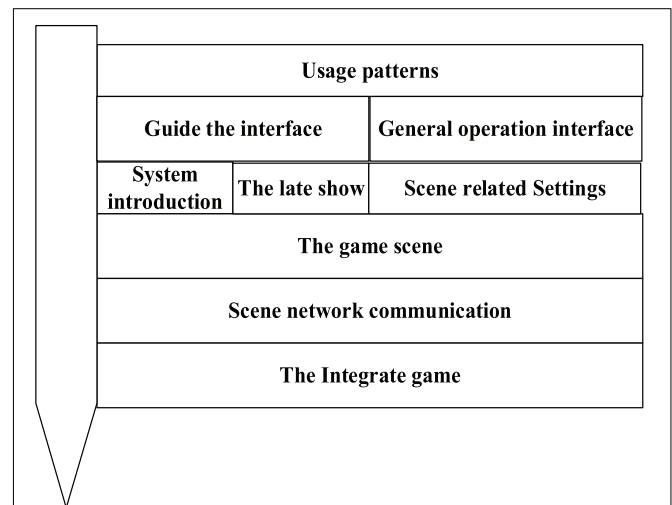 Usage patterns
Guide the interface
General operation interface
System
introduction
The late show
Scene related Settings
The game scene
Scene network communication
The Integrate game